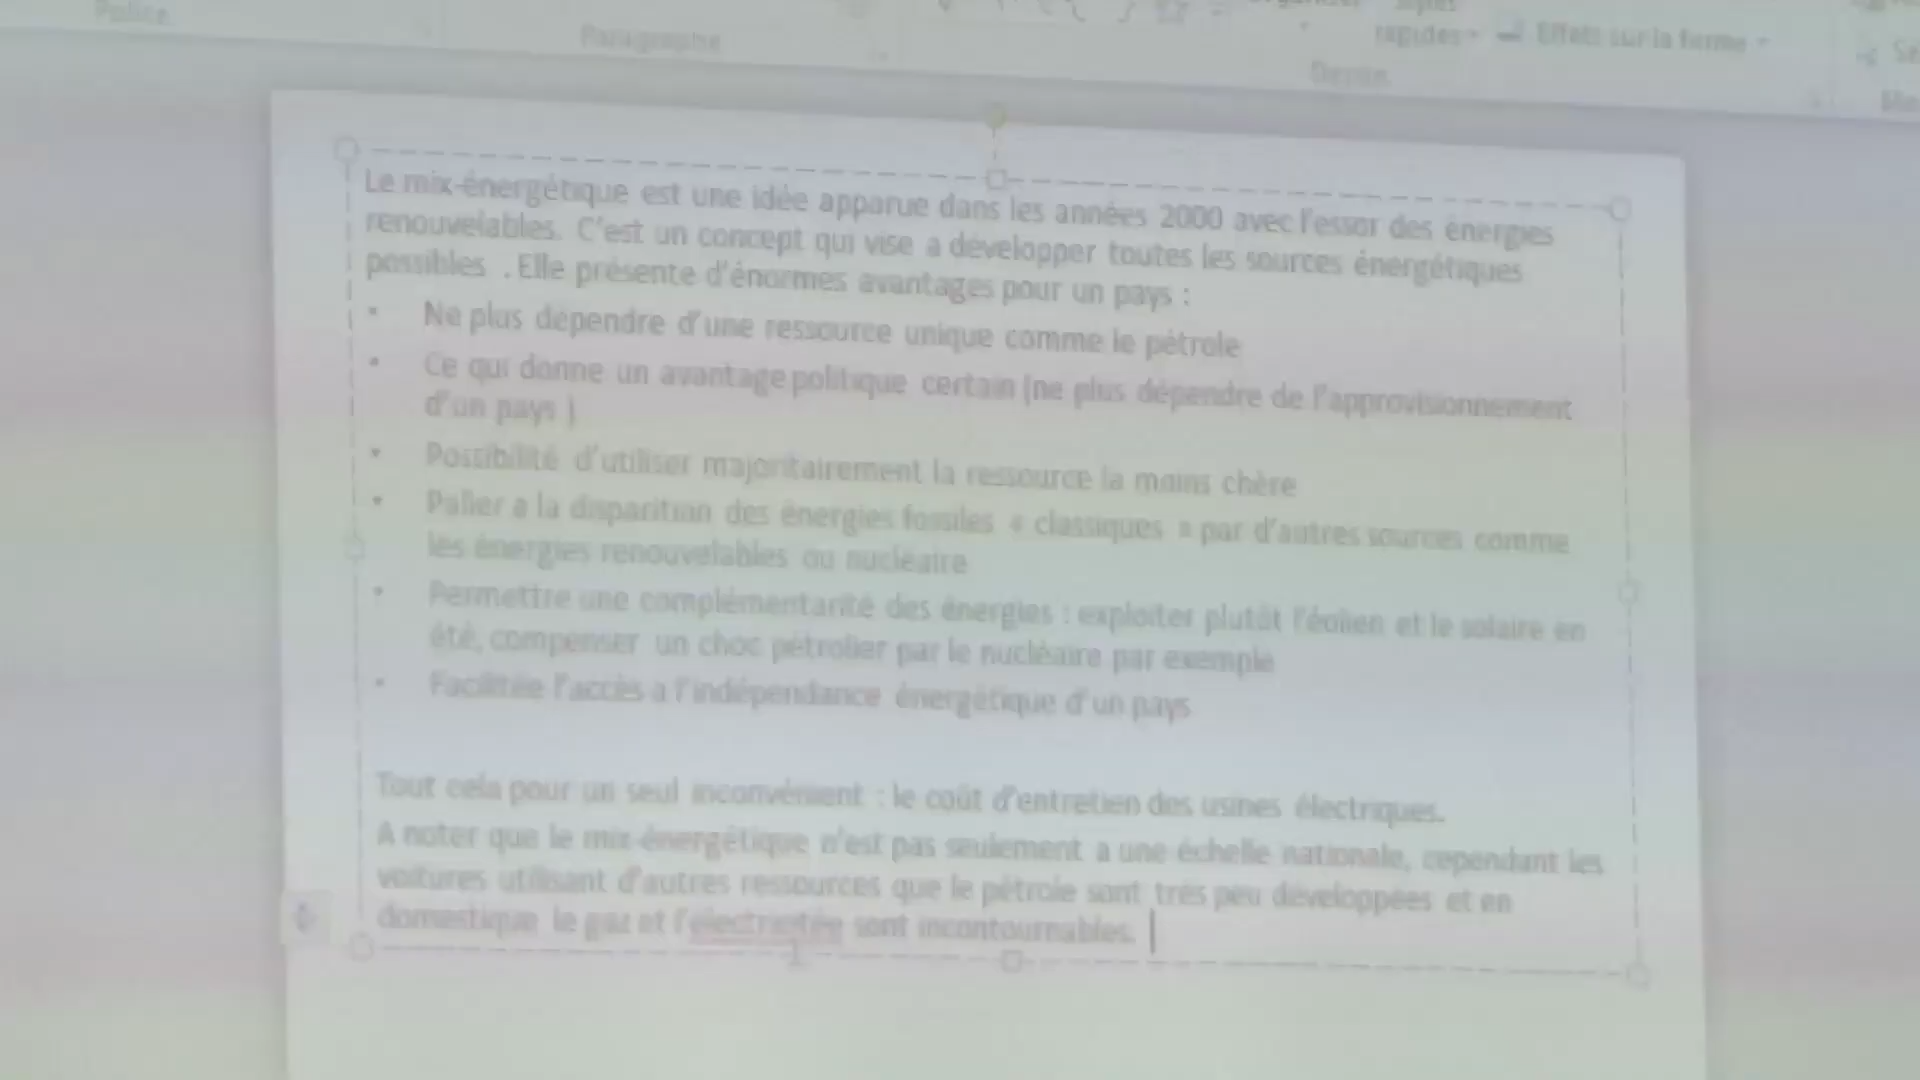 Police
Paragraphe
rapides
Effets sur la forme
Dessin
Le mix-énergétique est une idée apparue dans les années 2000 avec l'essor des énergies
renouvelables. C'est un concept qui vise a développer toutes les sources énergétiques
possibles . Elle présente d'énormes avantages pour un pays :
• Ne plus dépendre d'une ressource unique comme le pétrole
• Ce qui donne un avantage politique certain (ne plus dépendre de l'approvisionnement
d'un pays )
• Possibilité d'utiliser majoritairement la ressource la moins chère
• Palier a la disparition des énergies fossiles « classiques » par d'autres sources comme
les énergies renouvelables ou nucléaire
• Permettre une complémentarité des énergies : exploiter plutôt l'éolien et le solaire en
été, compenser un choc pétrolier par le nucléaire par exemple
• Facilitée l'accès a l'indépendance énergétique d'un pays
Tout cela pour un seul inconvénient : le coût d'entretien des usines électriques.
A noter que le mix-énergétique n'est pas seulement a une échelle nationale, cependant les
voitures utilisant d'autres ressources que le pétrole sont très peu développées et en
domestique le gaz et l'électricitée sont incontournables.